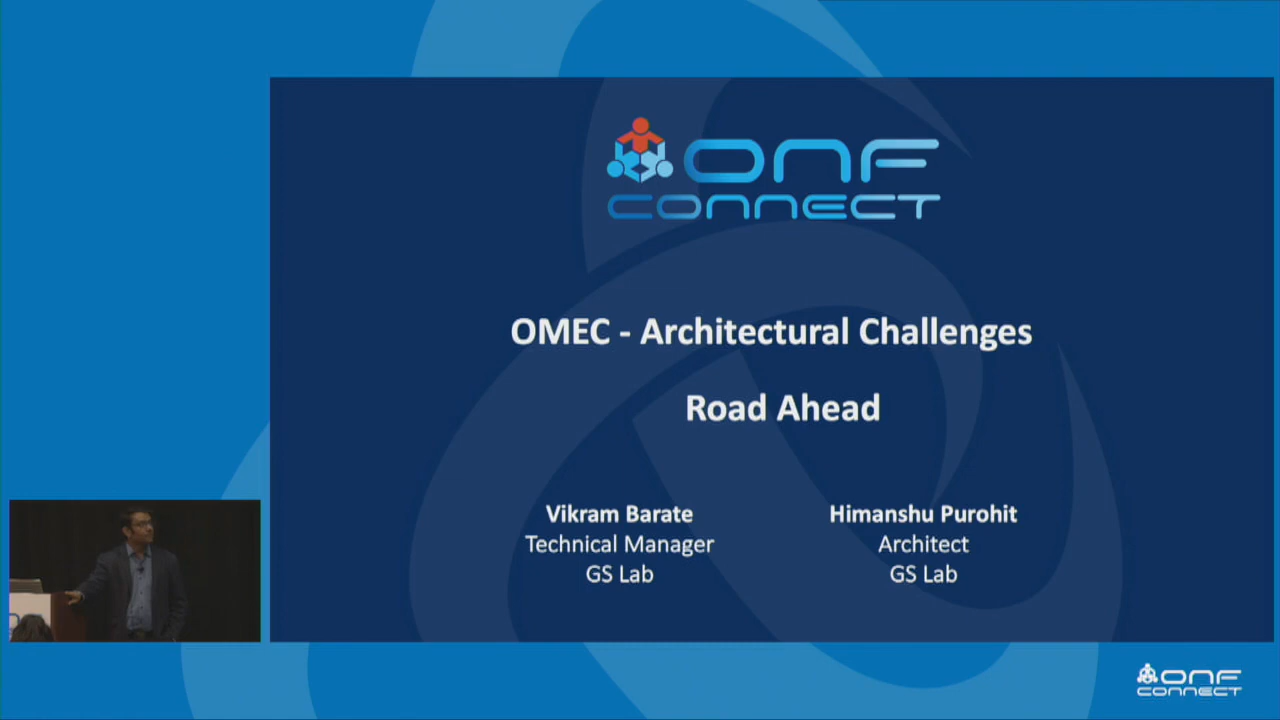 ONF
CONNECT
OMEC - Architectural Challenges
Road Ahead
Vikram Barate
Technical Manager
GS Lab
Himanshu Purohit
Architect
GS Lab
ONF
CONNECT